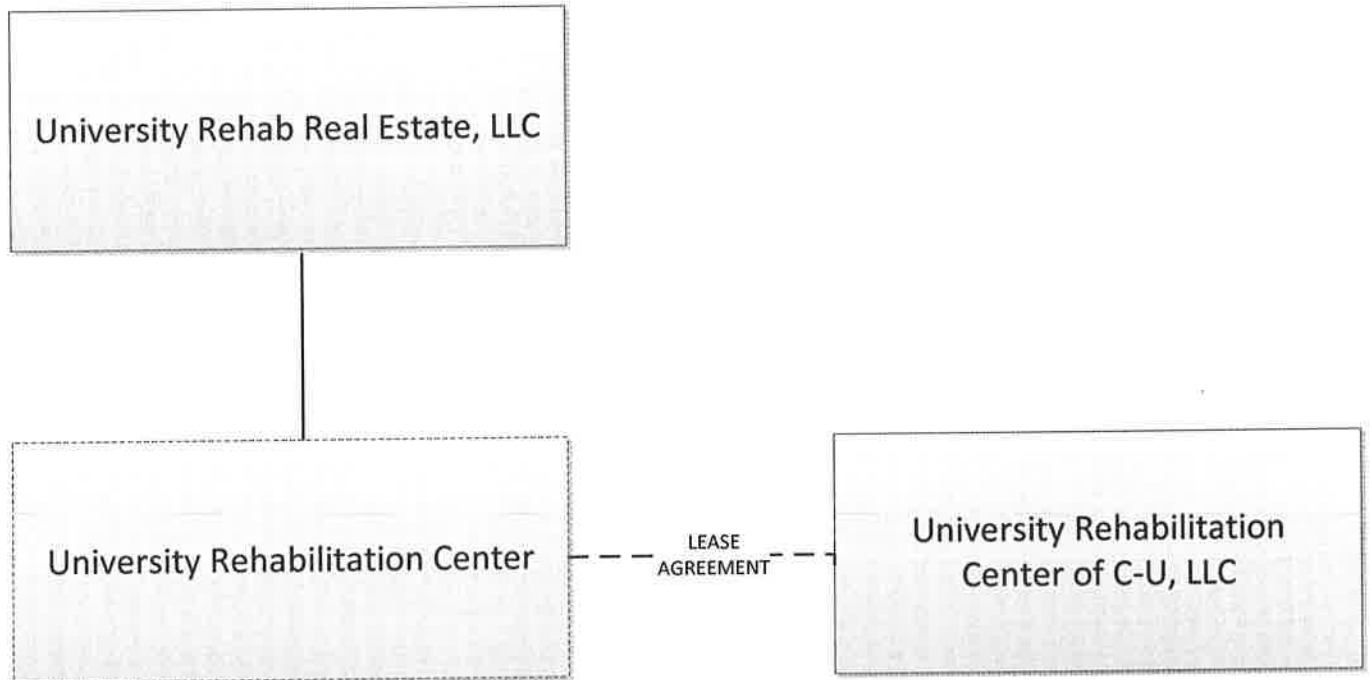 University Rehab Real Estate, LLC
University Rehabilitation Center
LEASE
AGREEMENT
University Rehabilitation
Center of C-U, LLC